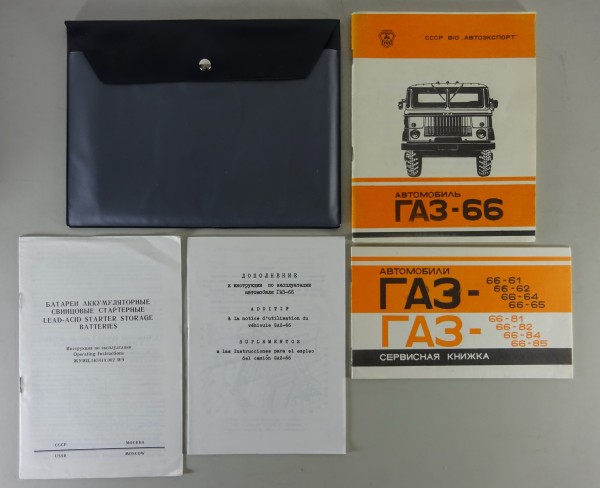 СССР В/О „АВТОЭКСПОРТ"
АВТОМОБИЛЬ
ГАЗ-66
БАТАРЕИ АККУМУЛЯТОРНЫЕ
СВИНЦОВЫЕ СТАРТЕРНЫЕ
LEAD-ACID STARTER STORAGE
BATTERIES
Инструкция по эксплуатации
Operating Instructions
СССР МОСКВА
USSR MOSCOW
ДОПОЛНЕНИЕ
к инструкции по эксплуатации
автомобиля ГАЗ-66
ADDITIF
à la notice d'utilisation du
véhicule GAZ-66
SUPLEMENTOS
a las Instrucciones para el empleo
del camión GAZ-66
АВТОМОБИЛИ
ГАЗ-
66-61
66-62
66-64
66-65
ГАЗ-
66-81
66-82
66-84
66-85
СЕРВИСНАЯ КНИЖКА